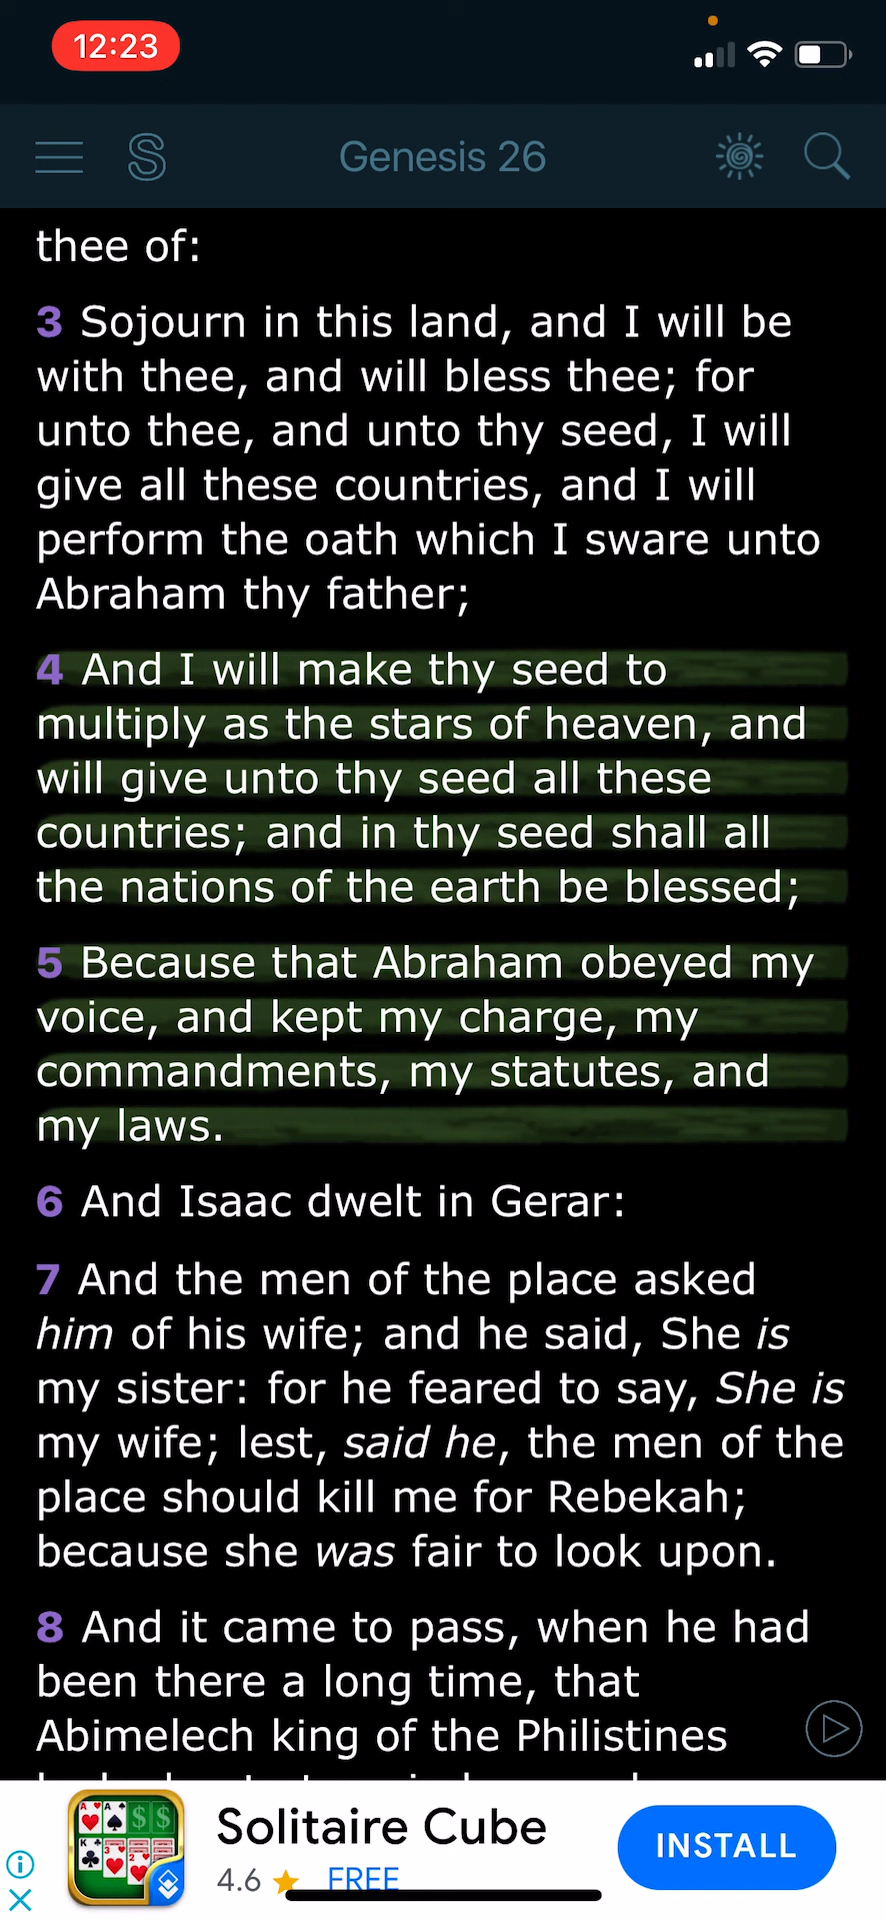 12:23
Genesis 26
thee of:
3 Sojourn in this land, and I will be
with thee, and will bless thee; for
unto thee, and unto thy seed, I will
give all these countries, and I will
perform the oath which I sware unto
Abraham thy father;
4 And I will make thy seed to
multiply as the stars of heaven, and
will give unto thy seed all these
countries; and in thy seed shall all
the nations of the earth be blessed;
5 Because that Abraham obeyed my
voice, and kept my charge, my
commandments, my statutes, and
my laws.
6 And Isaac dwelt in Gerar:
7 And the men of the place asked
him of his wife; and he said, She is
my sister: for he feared to say, She is
my wife; lest, said he, the men of the
place should kill me for Rebekah;
because she was fair to look upon.
8 And it came to pass, when he had
been there a long time, that
Abimelech king of the Philistines
Solitaire Cube
4.6 ★ FREE
INSTALL